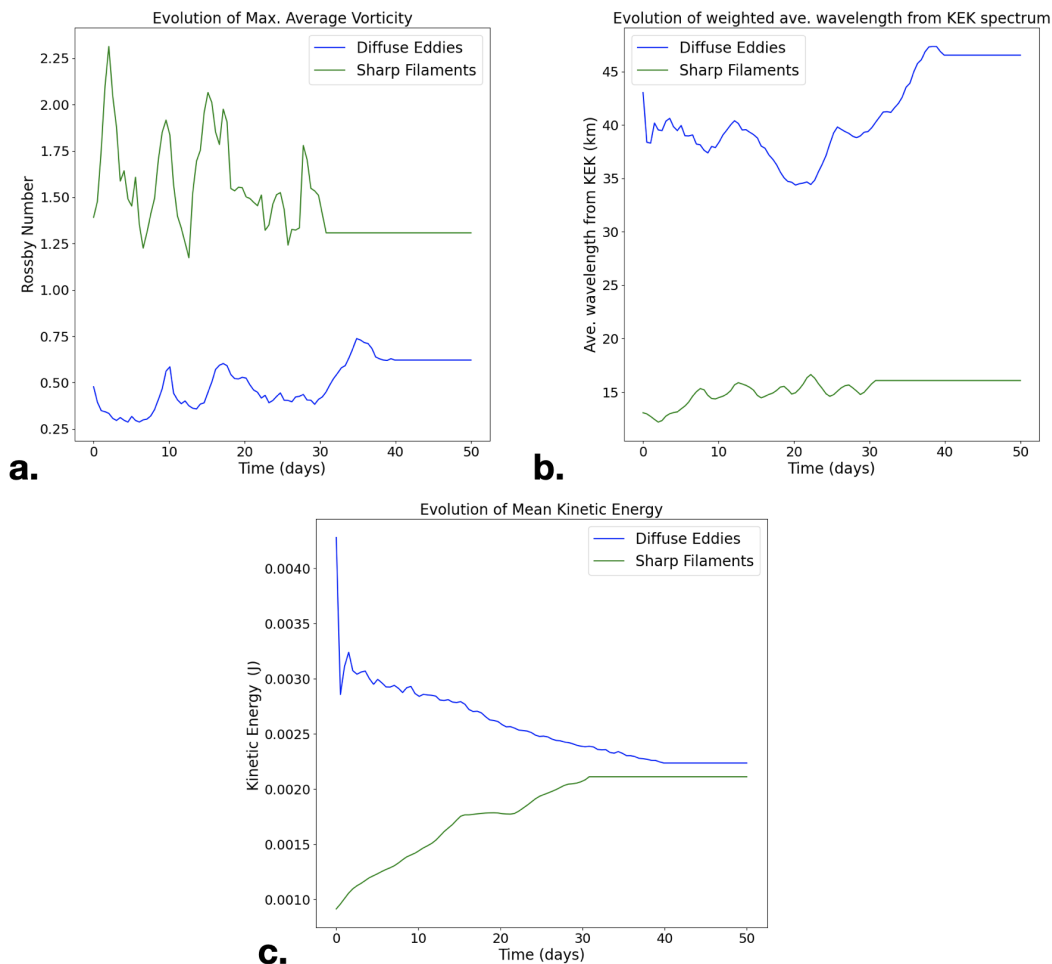 Evolution of Max. Average Vorticity
Diffuse Eddies
Sharp Filaments
2.25
2.00
1.75
1.50
1.25
1.00
0.75
0.50
0.25
Rossby Number
0 10 20 30 40 50
Time (days)
a.
Evolution of weighted ave. wavelength from KEK spectrum
Diffuse Eddies
Sharp Filaments
45
40
35
30
25
20
15
Ave. wavelength from KEK (km)
0 10 20 30 40 50
Time (days)
b.
Evolution of Mean Kinetic Energy
Diffuse Eddies
Sharp Filaments
0.0040
0.0035
0.0030
0.0025
0.0020
0.0015
0.0010
Kinetic Energy (J)
0 10 20 30 40 50
Time (days)
c.